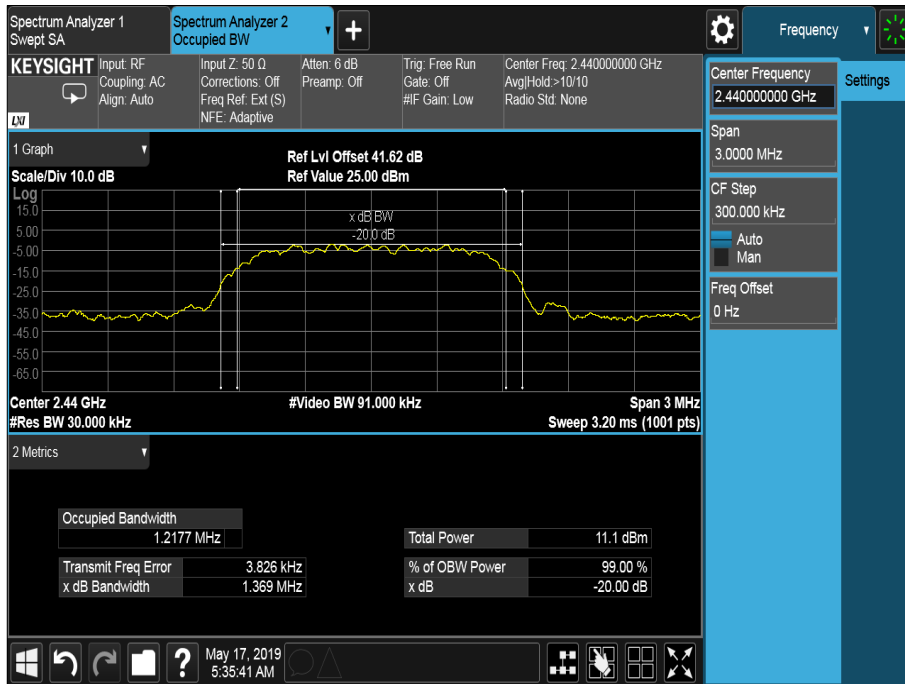 Spectrum Analyzer 1
Swept SA
Spectrum Analyzer 2
Occupied BW
Frequency
KEYSIGHT
LXI
Input: RF
Coupling: AC
Align: Auto
Input Z: 50 Ω
Corrections: Off
Freq Ref: Ext (S)
NFE: Adaptive
Atten: 6 dB
Preamp: Off
Trig: Free Run
Gate: Off
#IF Gain: Low
Center Freq: 2.440000000 GHz
Avg|Hold:>10/10
Radio Std: None
Center Frequency
2.440000000 GHz
Settings
Span
3.0000 MHz
CF Step
300.000 kHz
Auto
Man
Freq Offset
0 Hz
1 Graph
Scale/Div 10.0 dB
Ref Lvl Offset 41.62 dB
Ref Value 25.00 dBm
Log
15.0
5.00
-5.00
-15.0
-25.0
-35.0
-45.0
-55.0
-65.0
x dB BW
-20.0 dB
Center 2.44 GHz
#Video BW 91.000 kHz
Span 3 MHz
#Res BW 30.000 kHz
Sweep 3.20 ms (1001 pts)
2 Metrics
Occupied Bandwidth
1.2177 MHz
Total Power 11.1 dBm
Transmit Freq Error 3.826 kHz
% of OBW Power 99.00 %
x dB Bandwidth 1.369 MHz
x dB -20.00 dB
?
May 17, 2019
5:35:41 AM